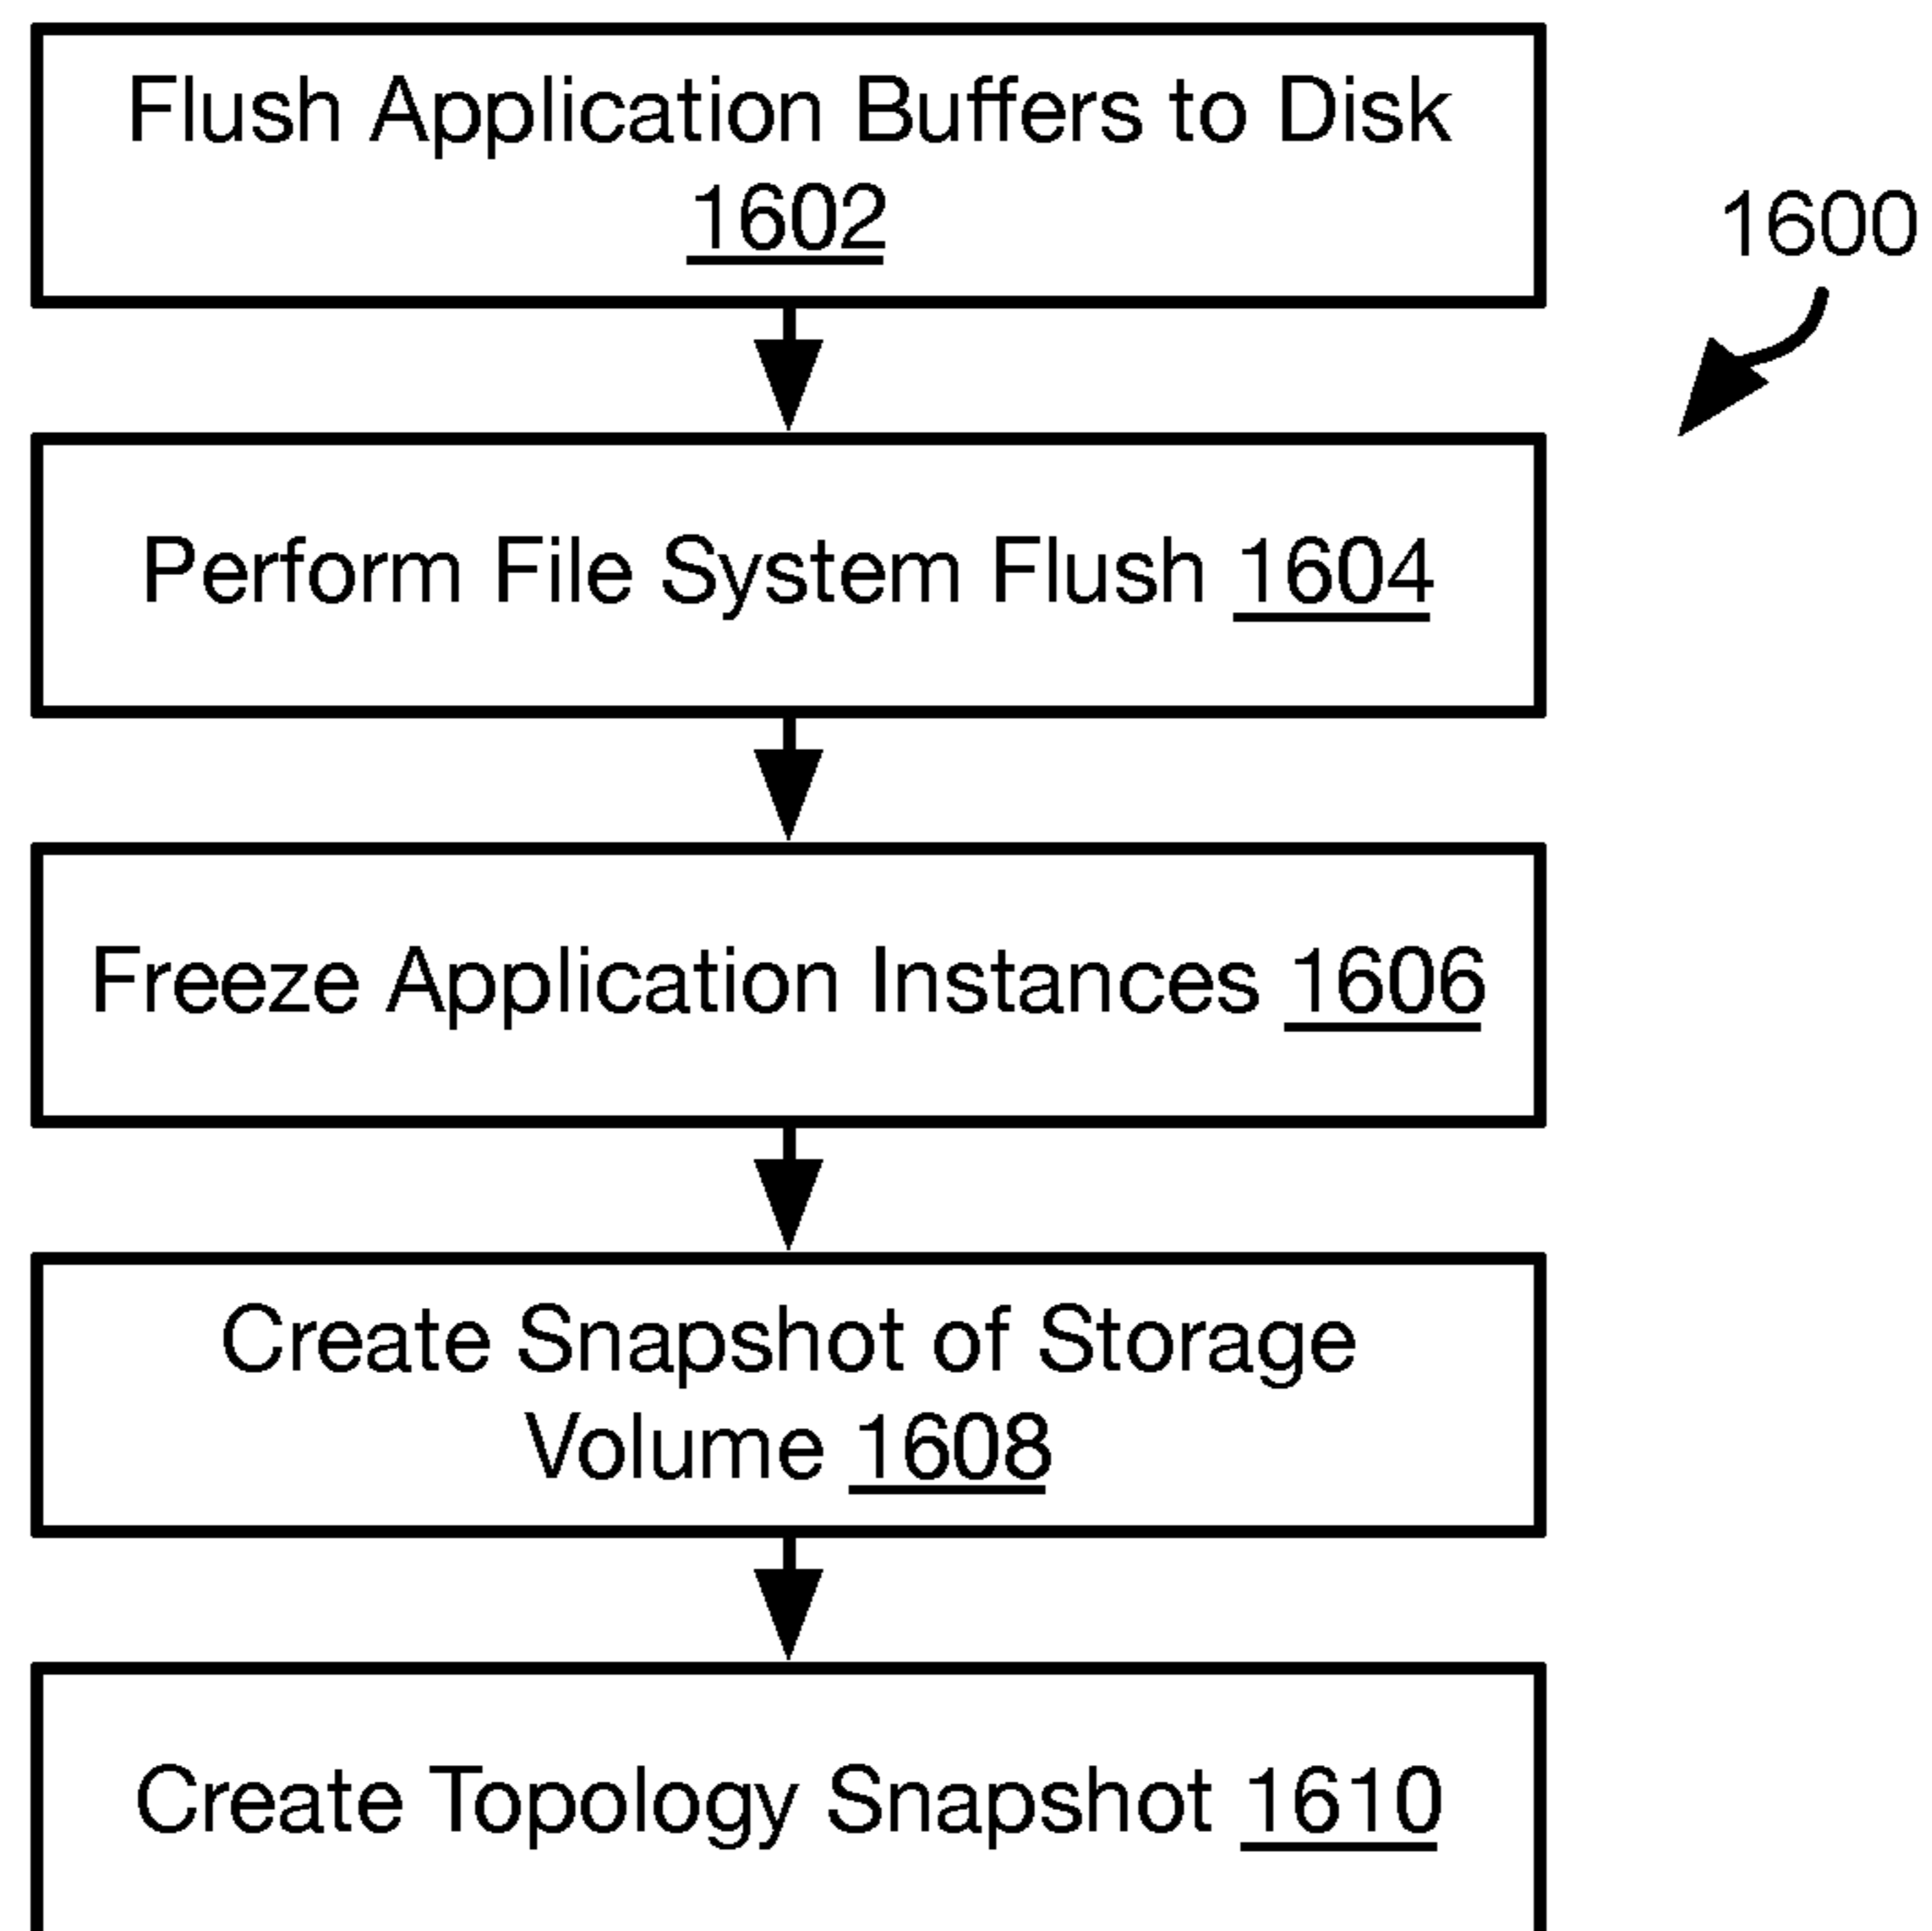 Flush Application Buffers to Disk
1602
1600
Perform File System Flush 1604
Freeze Application Instances 1606
Create Snapshot of Storage
Volume 1608
Create Topology Snapshot 1610